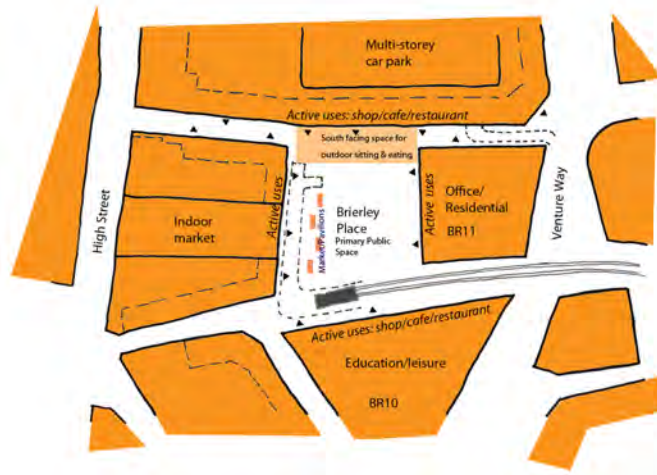 Multi-storey
car park
Active uses: shop/cafe/restaurant
South facing space for
outdoor sitting & eating
High Street
Indoor
market
Active uses
Market/Pavilions
Brierley
Place
Primary Public
Space
Active uses
Office/
Residential
BR11
Venture Way
Active uses: shop/cafe/restaurant
Education/leisure
BR10